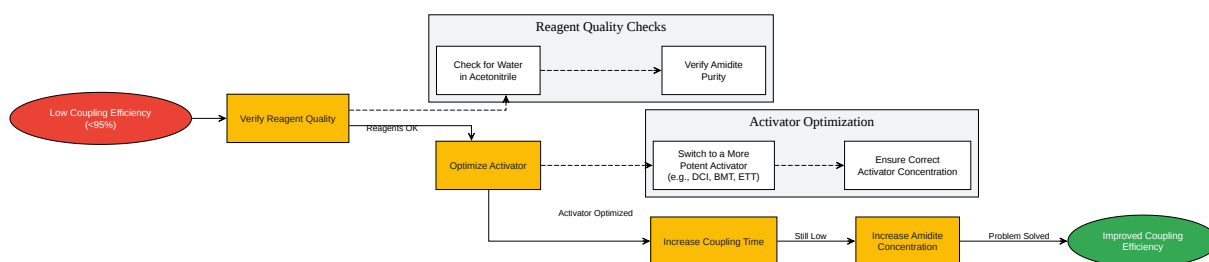 Reagent Quality Checks
Check for Water
in Acetonitrile
Verify Amidite
Purity
Low Coupling Efficiency
(<95%)
Verify Reagent Quality
Reagents OK
Activator Optimization
Optimize Activator
Switch to a More
Potent Activator
(e.g., DCI, BMT, ETT)
Ensure Correct
Activator Concentration
Activator Optimized
Increase Coupling Time
Still Low
Increase Amidite
Concentration
Problem Solved
Improved Coupling
Efficiency